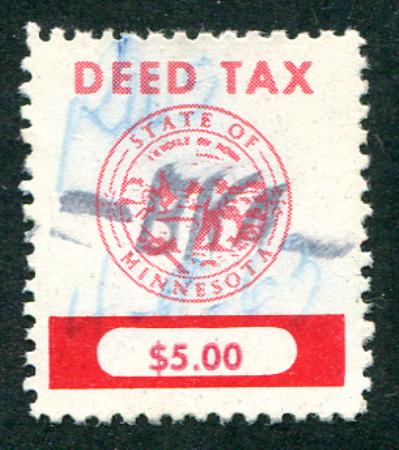 DEED TAX
STATE OF
MINNESOTA
$5.00